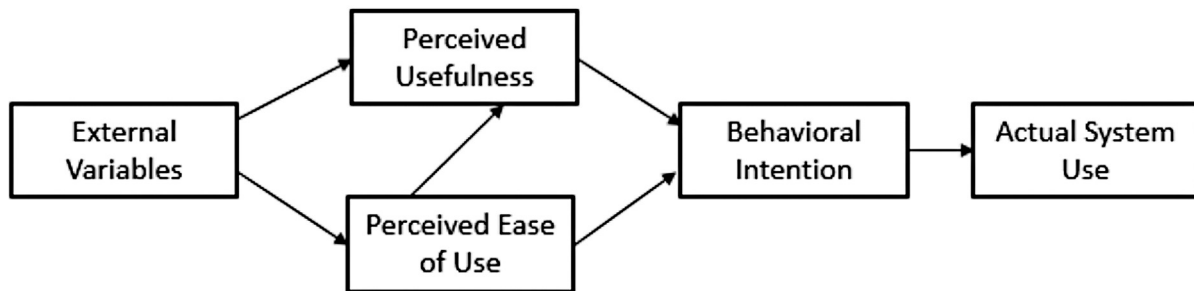 Perceived
Usefulness
External
Variables
Behavioral
Intention
Actual System
Use
Perceived Ease
of Use